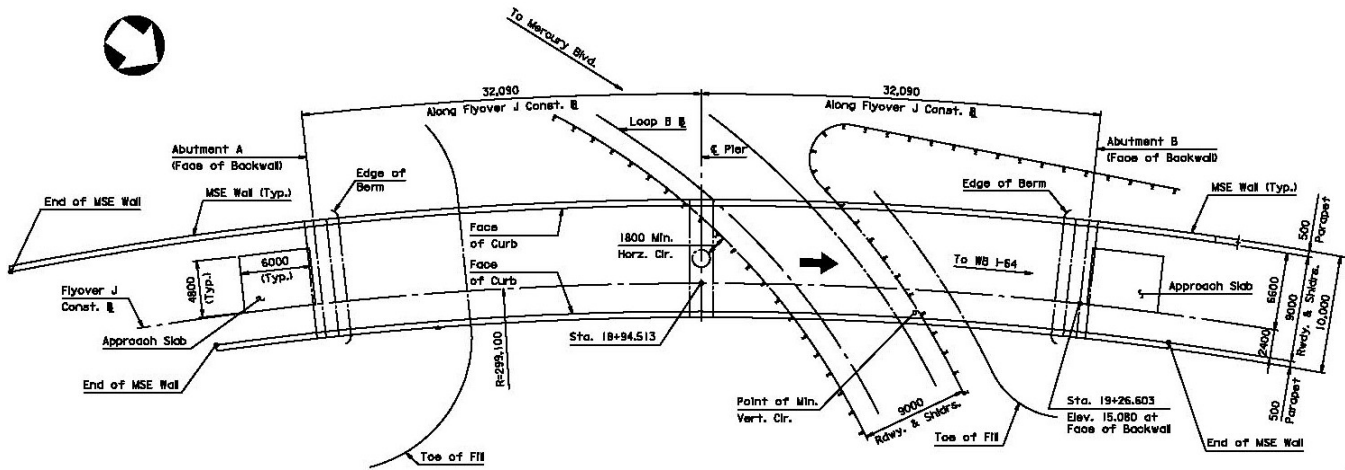 To Mercury Blvd.
32,090
Along Flyover J Const. ℄
32,090
Along Flyover J Const. ℄
Loop B ℄
℄ Pier
Abutment A
(Face of Backwall)
Abutment B
(Face of Backwall)
Edge of
Berm
Edge of Berm
MSE Wall (Typ.)
MSE Wall (Typ.)
End of MSE Wall
500
Parapet
Face
of Curb
1800 Min.
Horz. Clr.
6000
(Typ.)
4800
(Typ.)
To WB I-64
Face
of Curb
Flyover J
Const. ℄
Approach Slab
Approach Slab
6600
2400
9000
Rwdy. & Shldrs.
10,000
R=299,100
Sta. 18+94.513
End of MSE Wall
Point of Min.
Vert. Clr.
9000
Rdwy. & Shldrs.
Toe of Fill
Sta. 19+26.603
Elev. 15.080 at
Face of Backwall
500
Parapet
End of MSE Wall
Toe of Fill